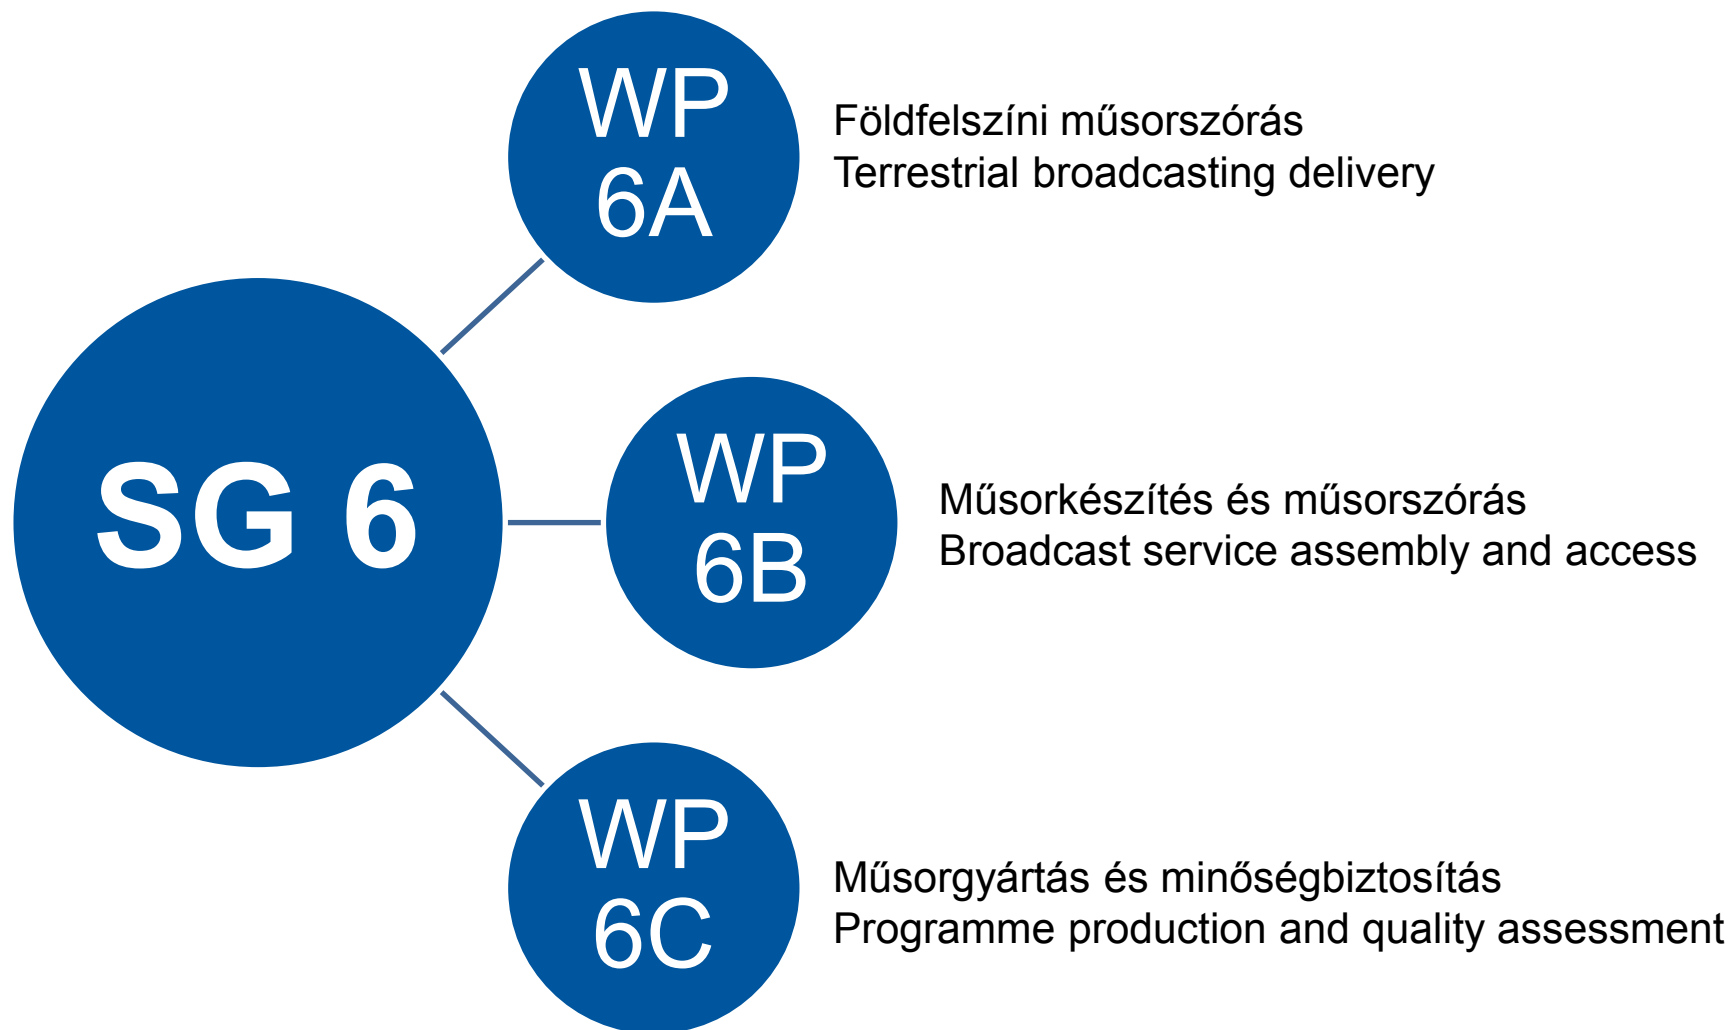 WP
6A
Földfelszíni műsorszórás
Terrestrial broadcasting delivery
SG 6
WP
6B
Műsorkészítés és műsorszórás
Broadcast service assembly and access
WP
6C
Műsorgyártás és minőségbiztosítás
Programme production and quality assessment